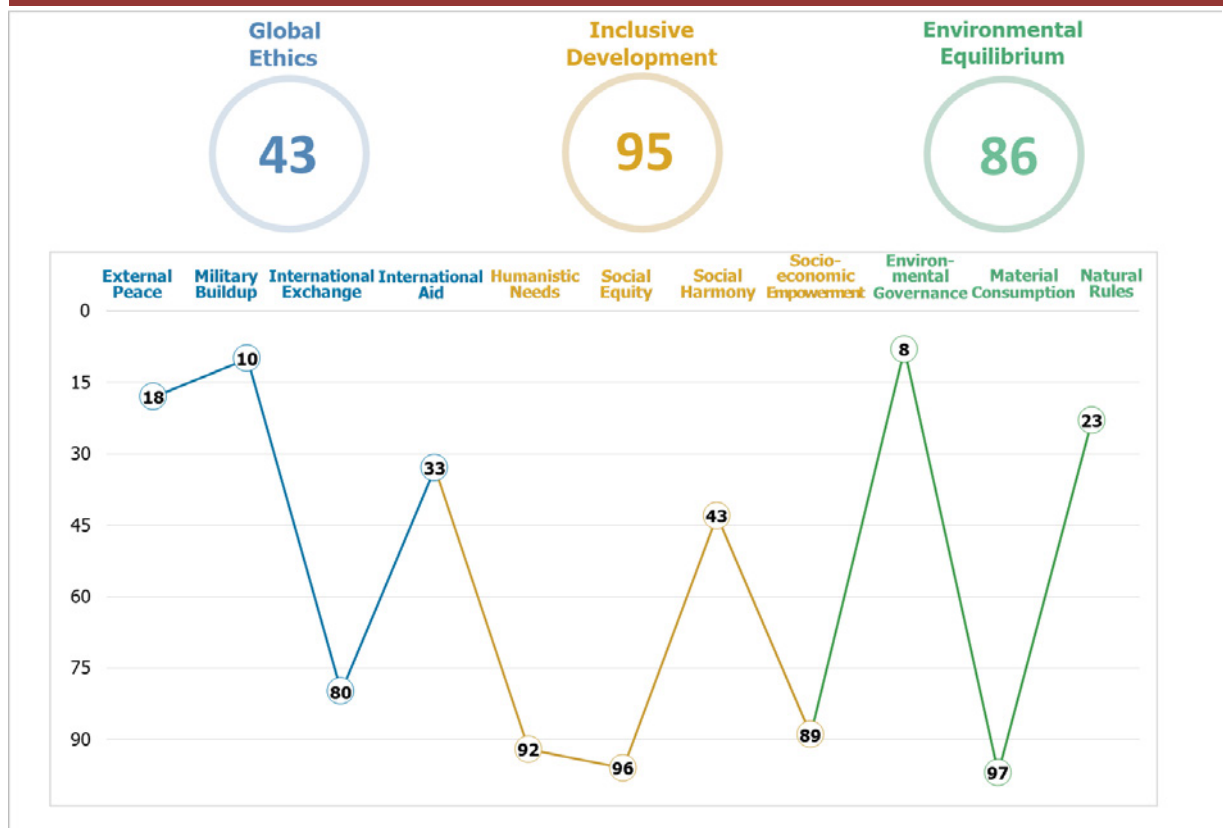 Global
Ethics
Inclusive
Development
Environmental
Equilibrium
43
95
86
External
Peace
Military
Buildup
International
Exchange
International
Aid
Humanistic
Needs
Social
Equity
Social
Harmony
Socio-
economic
Empowerment
Environ-
mental
Governance
Material
Consumption
Natural
Rules
0
15
30
45
60
75
90
18
10
80
33
92
96
43
89
8
97
23